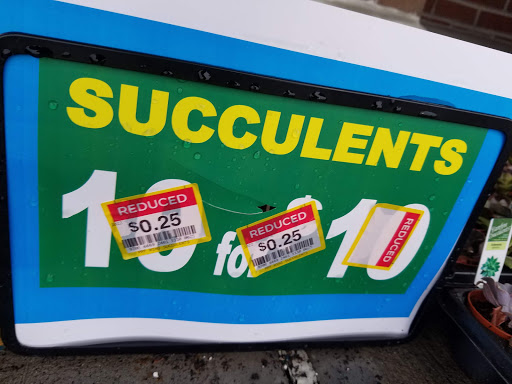 SUCCULENTS
10 for $10
REDUCED
$0.25
REDUCED
$0.25
REDUCED